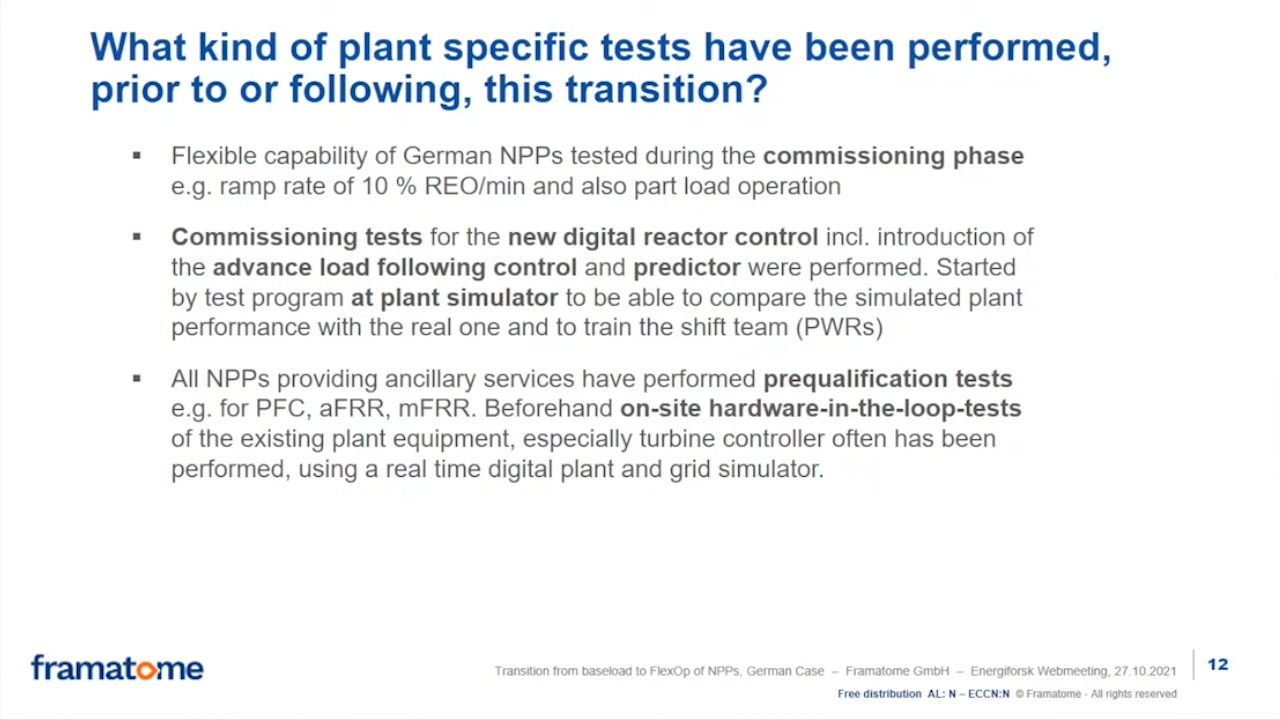 What kind of plant specific tests have been performed,
prior to or following, this transition?
▪ Flexible capability of German NPPs tested during the commissioning phase
e.g. ramp rate of 10 % REO/min and also part load operation
▪ Commissioning tests for the new digital reactor control incl. introduction of
the advance load following control and predictor were performed. Started
by test program at plant simulator to be able to compare the simulated plant
performance with the real one and to train the shift team (PWRs)
▪ All NPPs providing ancillary services have performed prequalification tests
e.g. for PFC, aFRR, mFRR. Beforehand on-site hardware-in-the-loop-tests
of the existing plant equipment, especially turbine controller often has been
performed, using a real time digital plant and grid simulator.
framatome
Transition from baseload to FlexOp of NPPs, German Case – Framatome GmbH – Energiforsk Webmeeting, 27.10.2021
12
Free distribution AL: N – ECCN:N © Framatome - All rights reserved